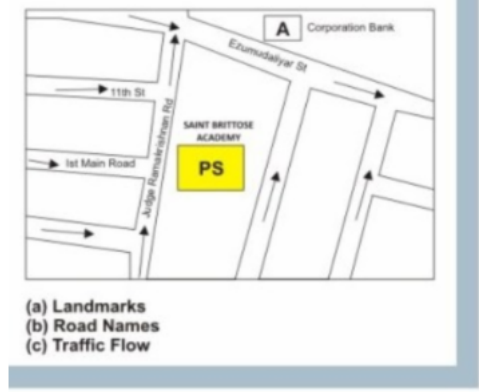 A Corporation Bank
Ezumudaliyar St
11th St
SAINT BRITTOSE
ACADEMY
PS
Ist Main Road
Judge Ramakrishnan Rd
(a) Landmarks
(b) Road Names
(c) Traffic Flow